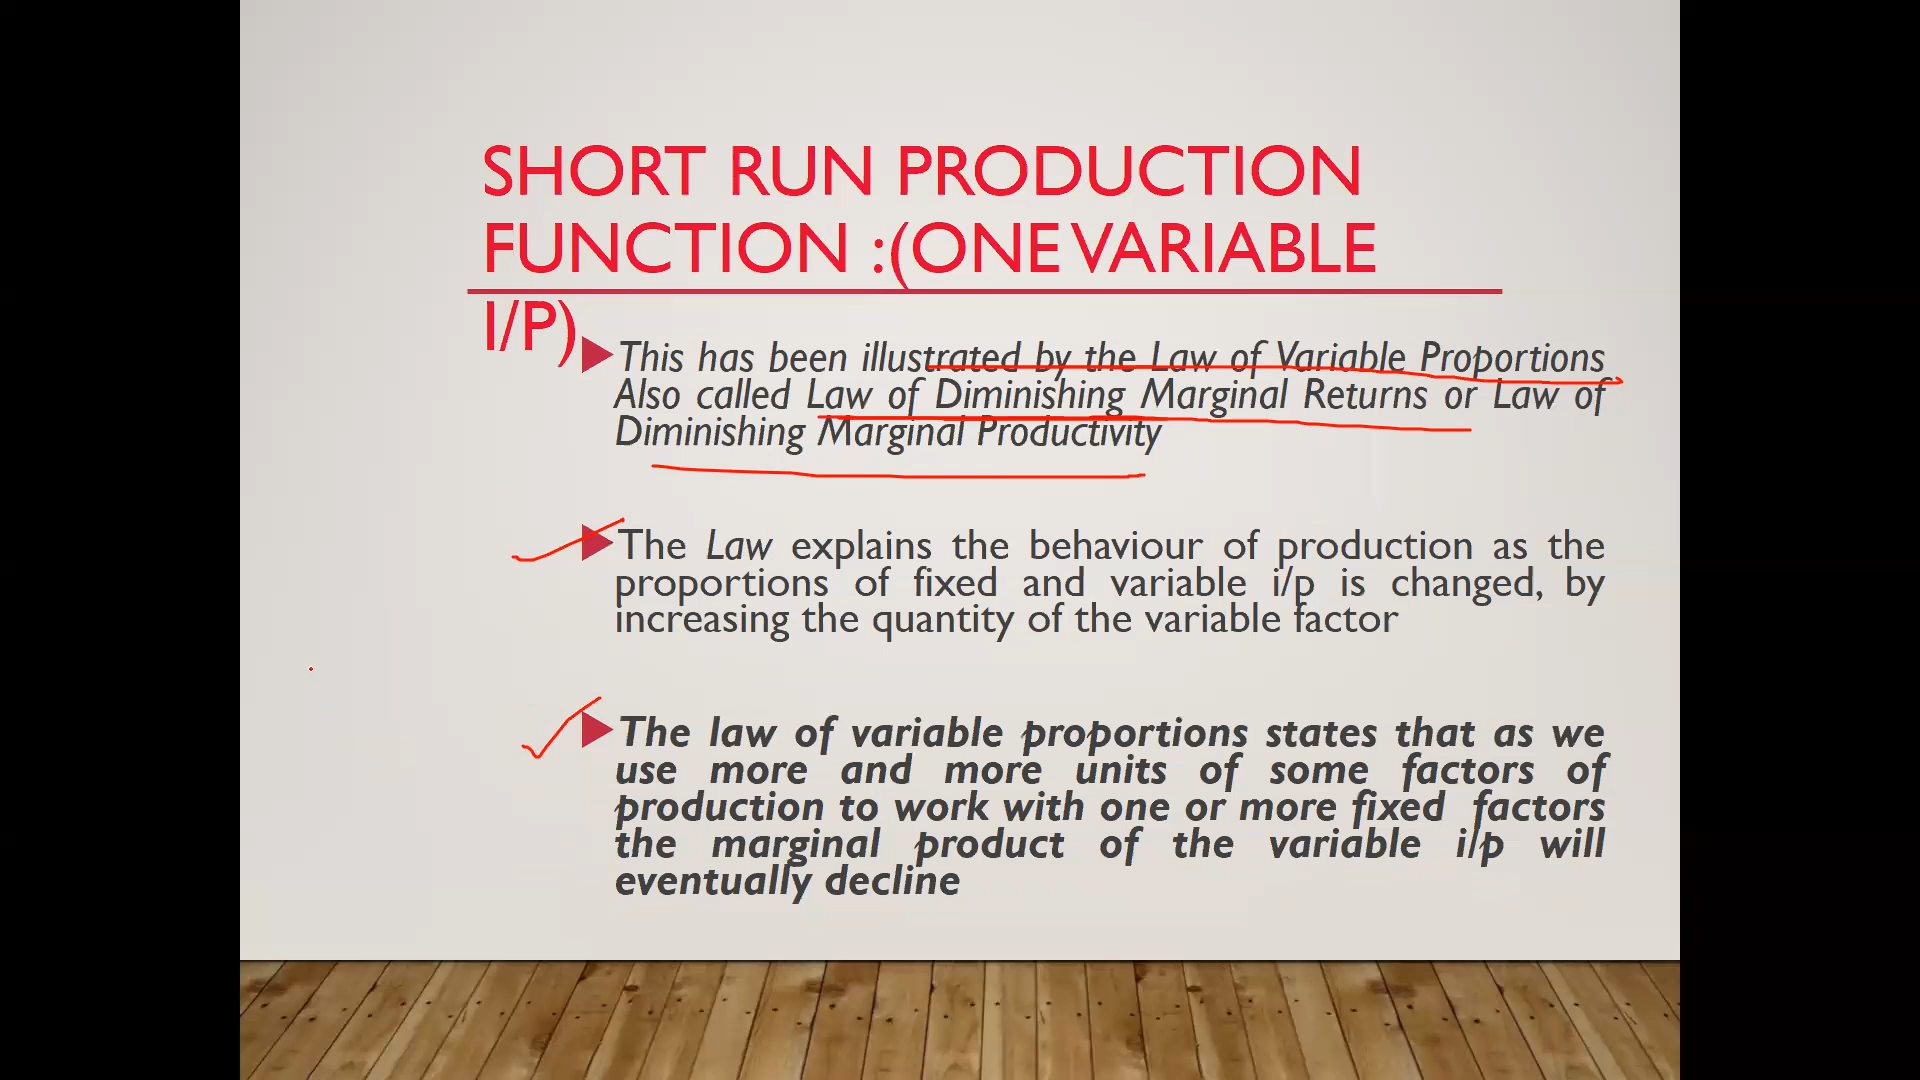 SHORT RUN PRODUCTION
FUNCTION :(ONE VARIABLE
I/P)
This has been illustrated by the Law of Variable Proportions
Also called Law of Diminishing Marginal Returns or Law of
Diminishing Marginal Productivity
The Law explains the behaviour of production as the
proportions of fixed and variable i/p is changed, by
increasing the quantity of the variable factor
The law of variable proportions states that as we
use more and more units of some factors of
production to work with one or more fixed factors
the marginal product of the variable i/p will
eventually decline